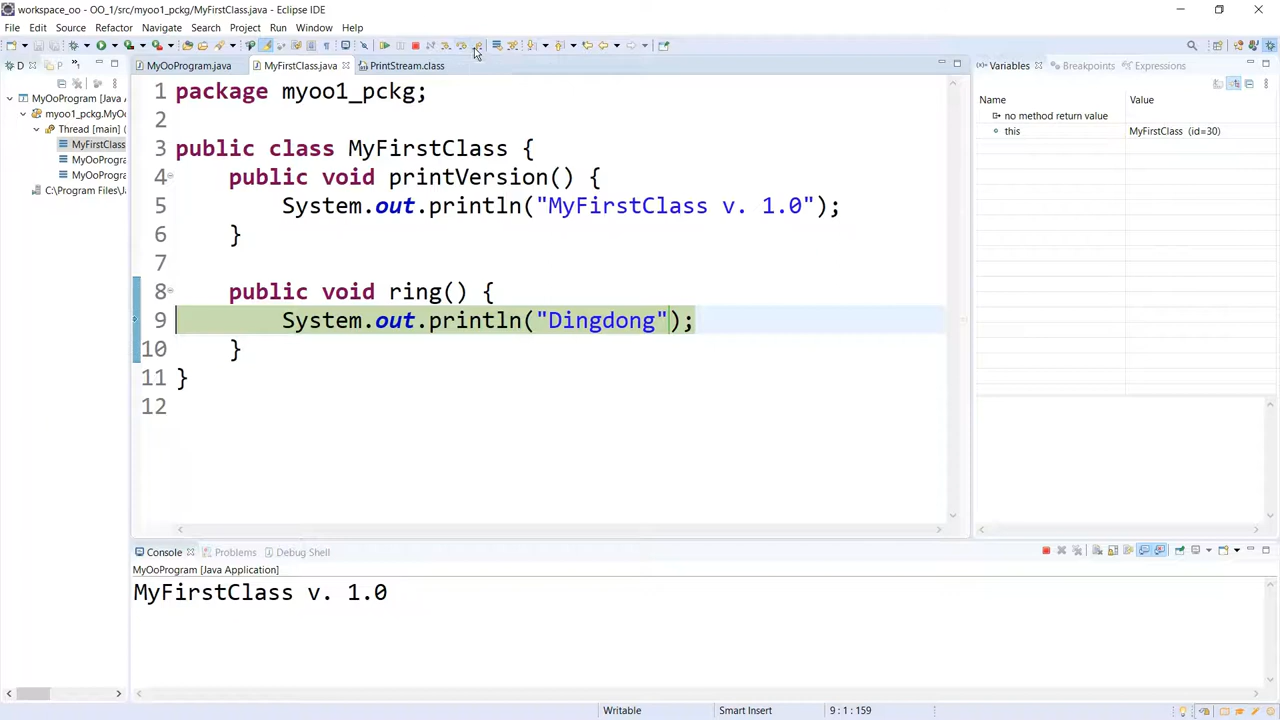 workspace_oo - OO_1/src/myoo1_pckg/MyFirstClass.java - Eclipse IDE
File Edit Source Refactor Navigate Search Project Run Window Help
D P MyOoProgram.java MyFirstClass.java PrintStream.class
MyOoProgram [Java A
myoo1_pckg.MyO
Thread [main]
MyFirstClass
MyOoProgra
MyOoProgra
C:\Program Files\Ja
1 package myoo1_pckg;
2
3 public class MyFirstClass {
4 public void printVersion() {
5 System.out.println("MyFirstClass v. 1.0");
6 }
7
8 public void ring() {
9 System.out.println("Dingdong");
10 }
11 }
12
Variables Breakpoints Expressions
Name Value
no method return value
this MyFirstClass (id=30)
Console Problems Debug Shell
MyOoProgram [Java Application]
MyFirstClass v. 1.0
Writable Smart Insert 9 : 1 : 159